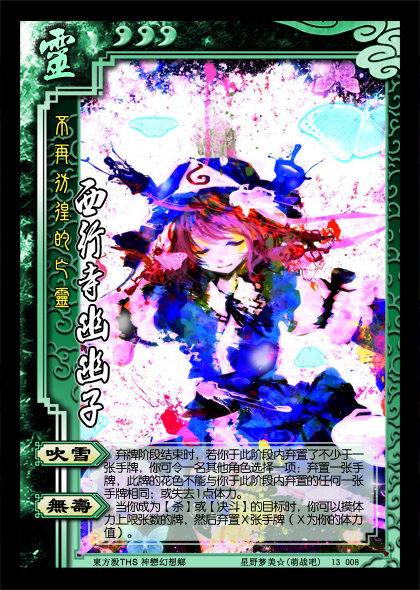 靈
不再彷徨的亡靈
西行寺幽幽子
吹雪
弃牌阶段结束时，若你于此阶段内弃置了不少于一
张手牌，你可令一名其他角色选择一项：弃置一张手
牌，此牌的花色不能与你于此阶段内弃置的任何一张
手牌相同；或失去1点体力。
無壽
当你成为【杀】或【决斗】的目标时，你可以摸体
力上限张数的牌，然后弃置X张手牌（X为你的体力
值）。
東方殺THS 神戀幻想鄉
星野梦美☆(萌战吧) 13 008